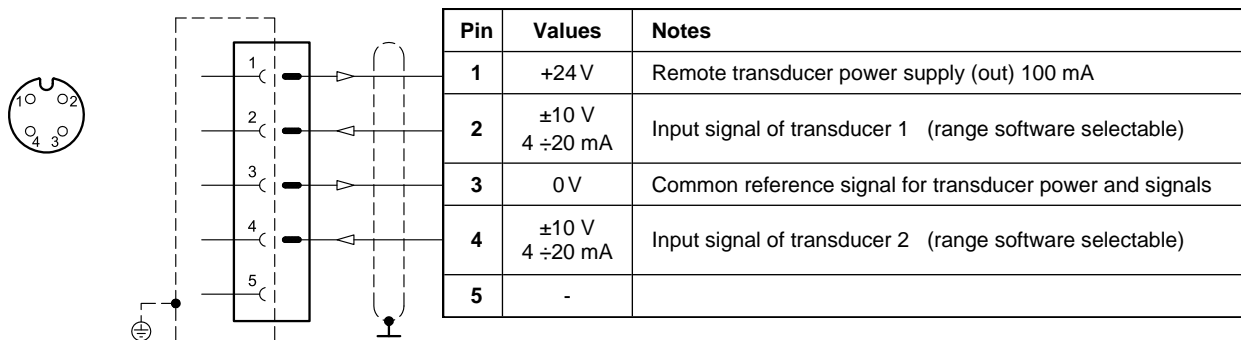 1 2
4 3
1
2
3
4
5
Pin Values Notes
1 +24 V Remote transducer power supply (out) 100 mA
2 ±10 V
4 ÷20 mA Input signal of transducer 1 (range software selectable)
3 0 V Common reference signal for transducer power and signals
4 ±10 V
4 ÷20 mA Input signal of transducer 2 (range software selectable)
5 -